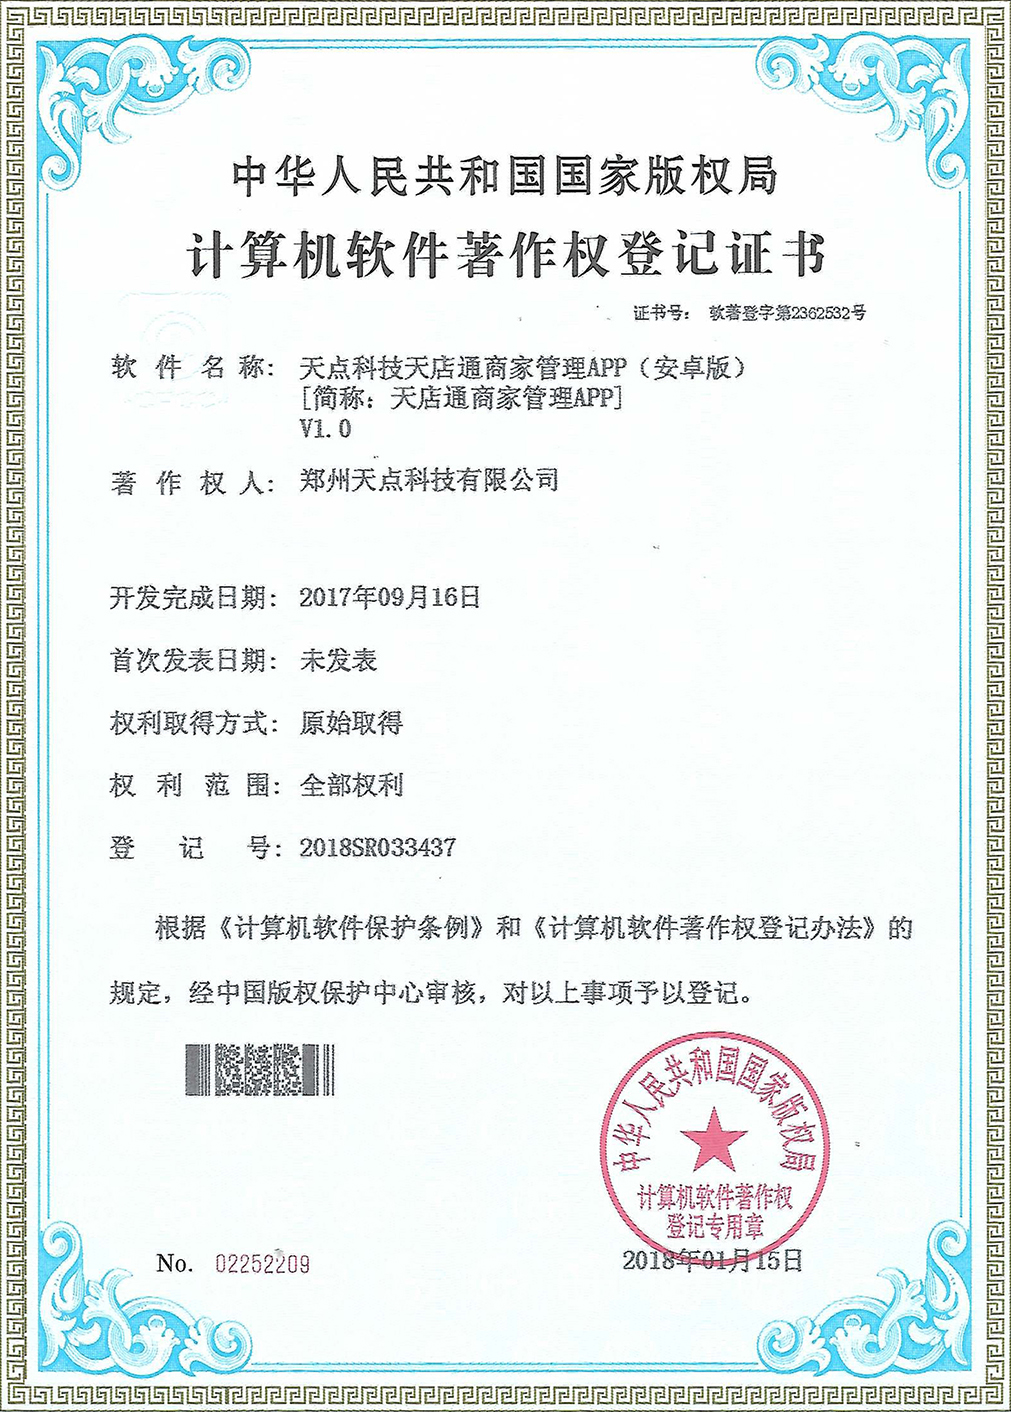 中华人民共和国国家版权局
计算机软件著作权登记证书
证书号： 软著登字第2362532号
软件名称： 天点科技天店通商家管理APP（安卓版）
[简称：天店通商家管理APP]
V1.0
著作权人： 郑州天点科技有限公司
开发完成日期： 2017年09月16日
首次发表日期： 未发表
权利取得方式： 原始取得
权利范围： 全部权利
登记号： 2018SR033437
根据《计算机软件保护条例》和《计算机软件著作权登记办法》的
规定，经中国版权保护中心审核，对以上事项予以登记。
中华人民共和国国家版权局
计算机软件著作权
登记专用章
No. 02252209
2018年01月15日